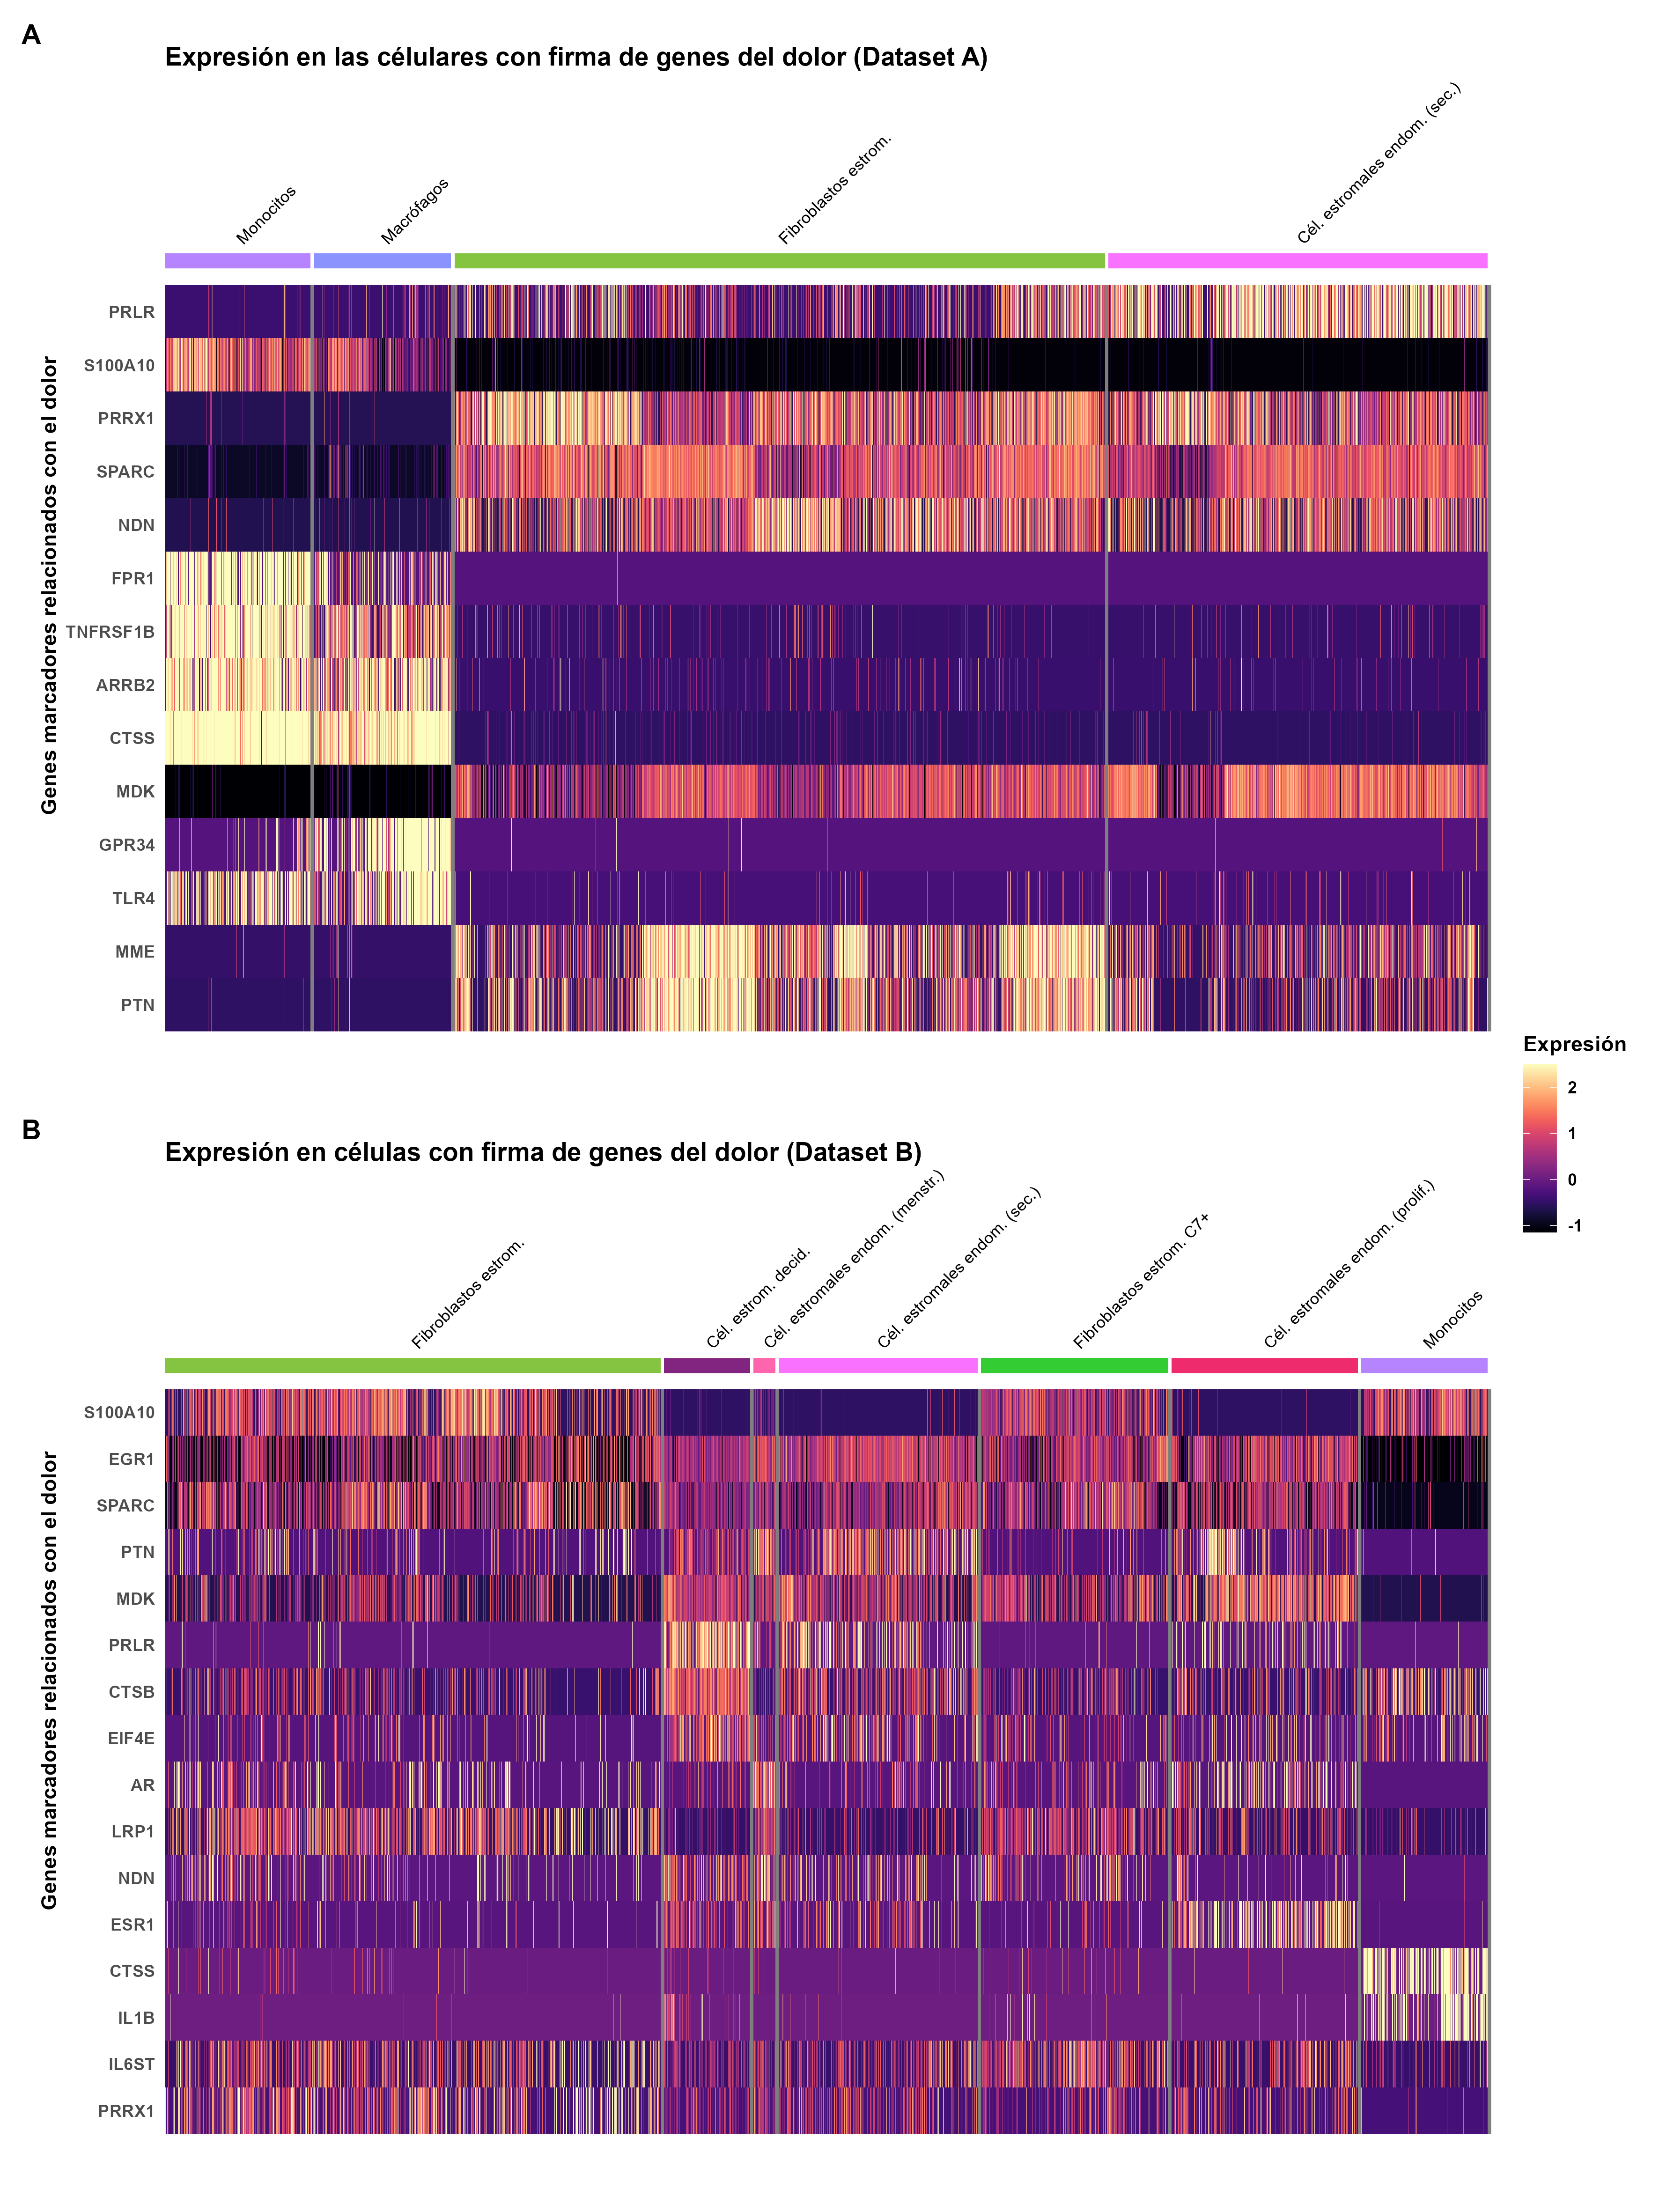 A
Expresión en las célulares con firma de genes del dolor (Dataset A)
Monocitos
Macrófagos
Fibroblastos estrom.
Cél. estromales endom. (sec.)
Genes marcadores relacionados con el dolor
PRLR
S100A10
PRRX1
SPARC
NDN
FPR1
TNFRSF1B
ARRB2
CTSS
MDK
GPR34
TLR4
MME
PTN
Expresión
2
1
0
-1
B
Expresión en células con firma de genes del dolor (Dataset B)
Fibroblastos estrom.
Cél. estrom. decid.
Cél. estromales endom. (menstr.)
Cél. estromales endom. (sec.)
Fibroblastos estrom. C7+
Cél. estromales endom. (prolif.)
Monocitos
Genes marcadores relacionados con el dolor
S100A10
EGR1
SPARC
PTN
MDK
PRLR
CTSB
EIF4E
AR
LRP1
NDN
ESR1
CTSS
IL1B
IL6ST
PRRX1